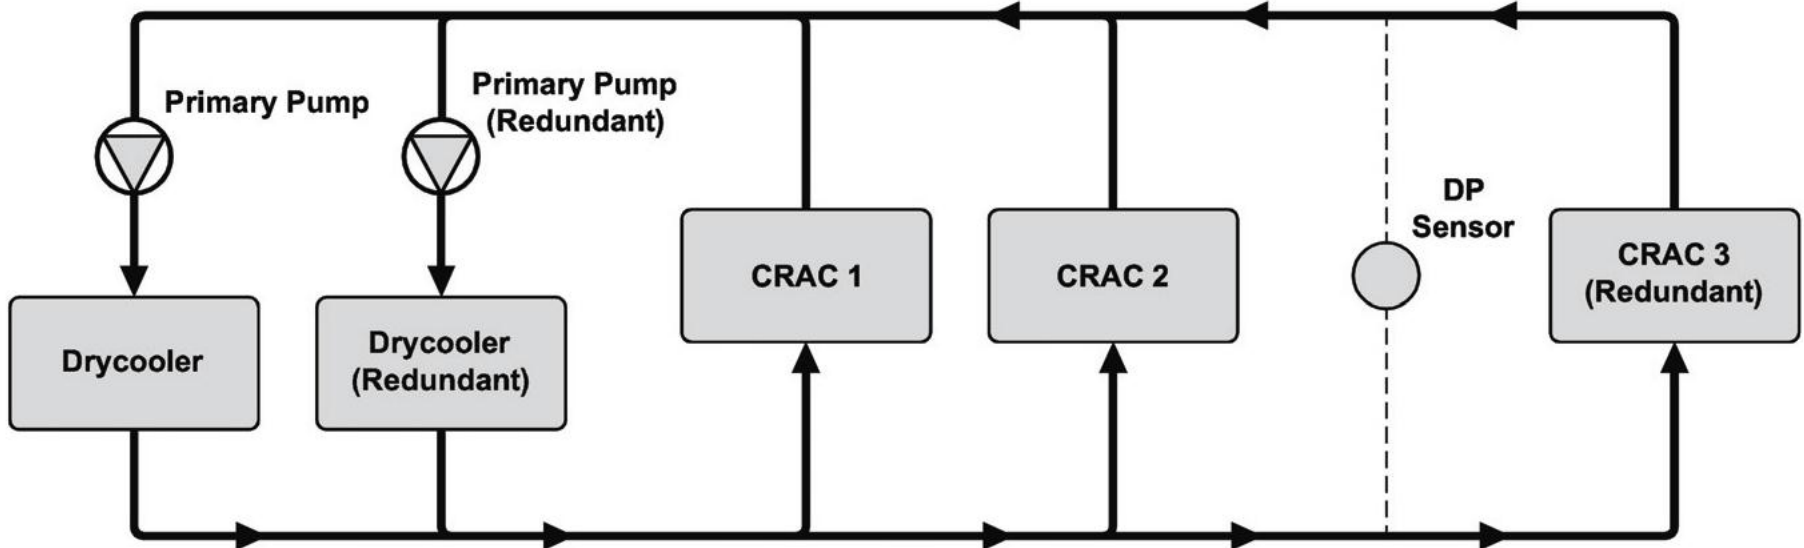 Primary Pump
Primary Pump
(Redundant)
DP
Sensor
CRAC 1
CRAC 2
CRAC 3
(Redundant)
Drycooler
Drycooler
(Redundant)